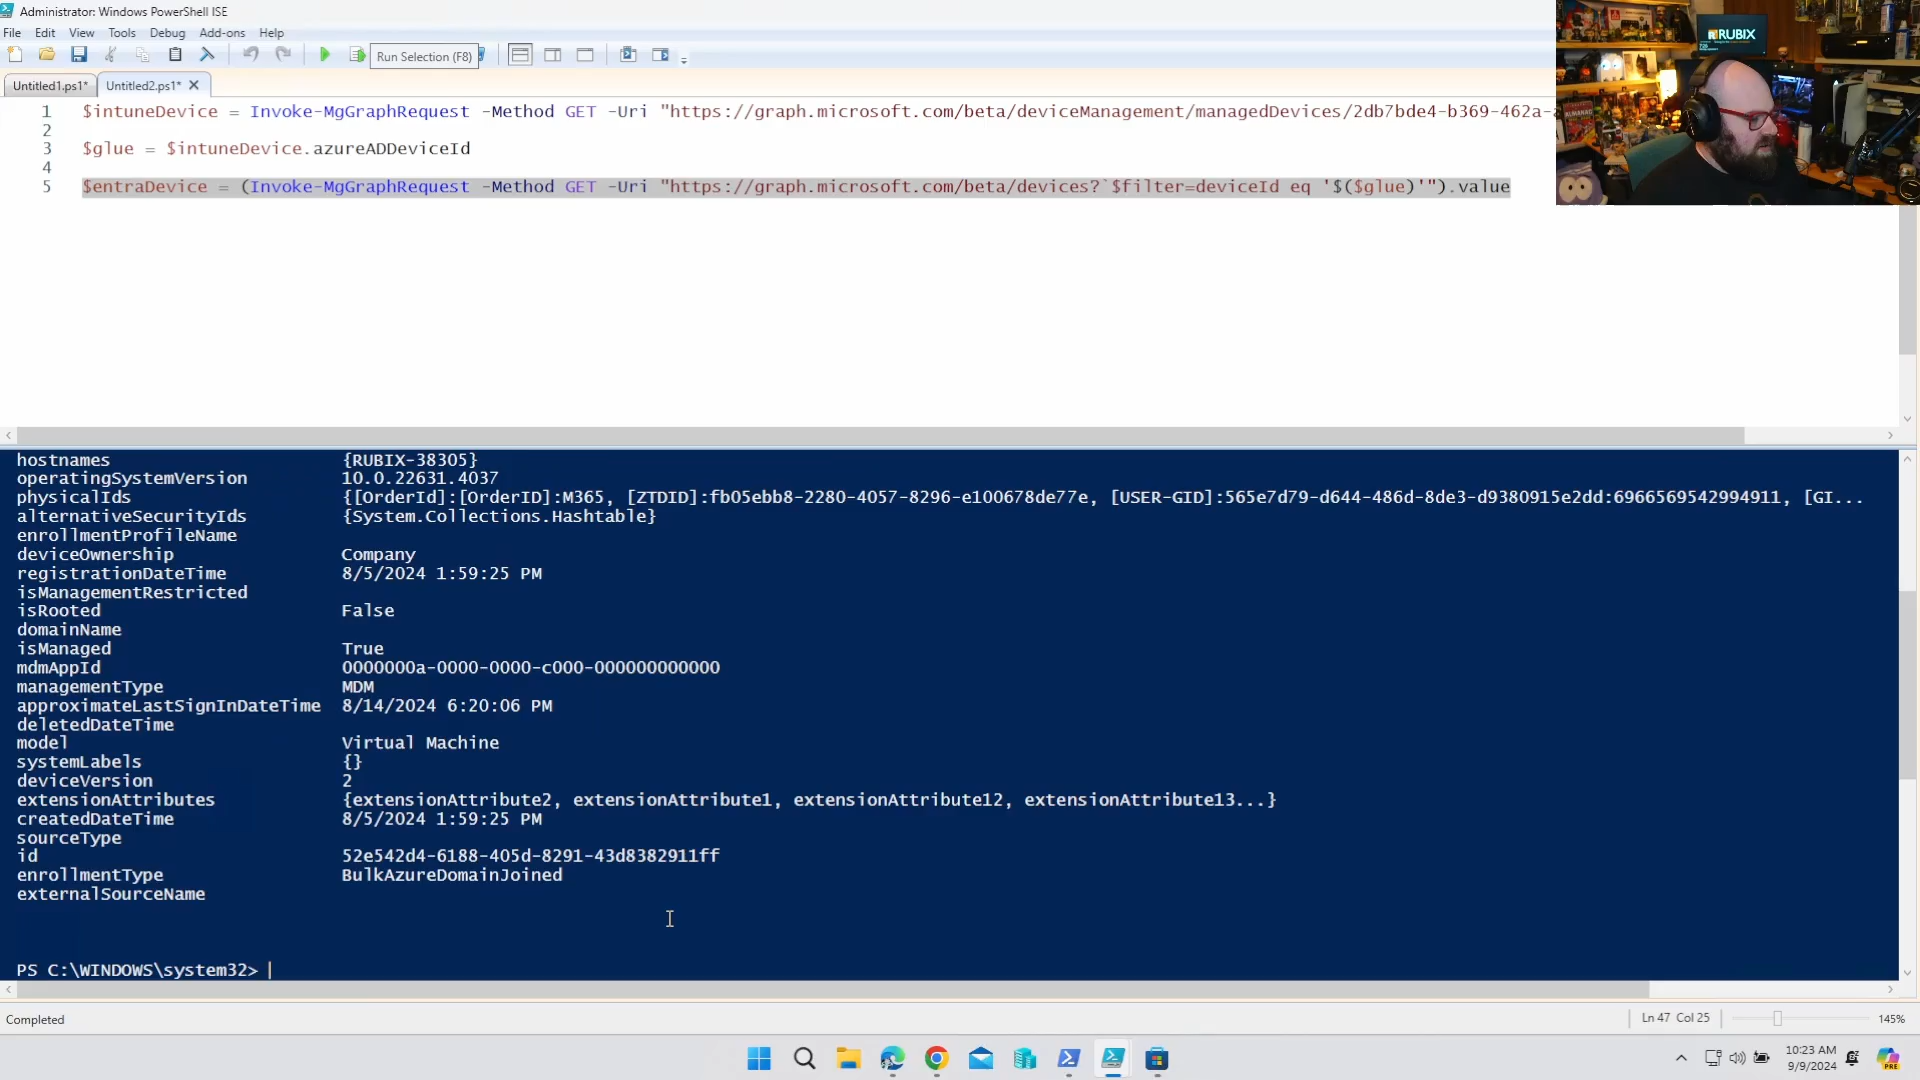 Administrator: Windows PowerShell ISE
File Edit View Tools Debug Add-ons Help
Run Selection (F8)
Untitled1.ps1* Untitled2.ps1*
1 $intuneDevice = Invoke-MgGraphRequest -Method GET -Uri "https://graph.microsoft.com/beta/deviceManagement/managedDevices/2db7bde4-b369-462a-
2
3 $glue = $intuneDevice.azureADDeviceId
4
5 $entraDevice = (Invoke-MgGraphRequest -Method GET -Uri "https://graph.microsoft.com/beta/devices?`$filter=deviceId eq '$($glue)'").value
RUBIX
hostnames {RUBIX-38305}
operatingSystemVersion 10.0.22631.4037
physicalIds {[OrderId]:[OrderID]:M365, [ZTDID]:fb05ebb8-2280-4057-8296-e100678de77e, [USER-GID]:565e7d79-d644-486d-8de3-d9380915e2dd:6966569542994911, [GI...
alternativeSecurityIds {System.Collections.Hashtable}
enrollmentProfileName
deviceOwnership Company
registrationDateTime 8/5/2024 1:59:25 PM
isManagementRestricted
isRooted False
domainName
isManaged True
mdmAppId 0000000a-0000-0000-c000-000000000000
managementType MDM
approximateLastSignInDateTime 8/14/2024 6:20:06 PM
deletedDateTime
model Virtual Machine
systemLabels {}
deviceVersion 2
extensionAttributes {extensionAttribute2, extensionAttribute1, extensionAttribute12, extensionAttribute13...}
createdDateTime 8/5/2024 1:59:25 PM
sourceType
id 52e542d4-6188-405d-8291-43d8382911ff
enrollmentType BulkAzureDomainJoined
externalSourceName
PS C:\WINDOWS\system32>
Completed
Ln 47 Col 25
145%
10:23 AM
9/9/2024